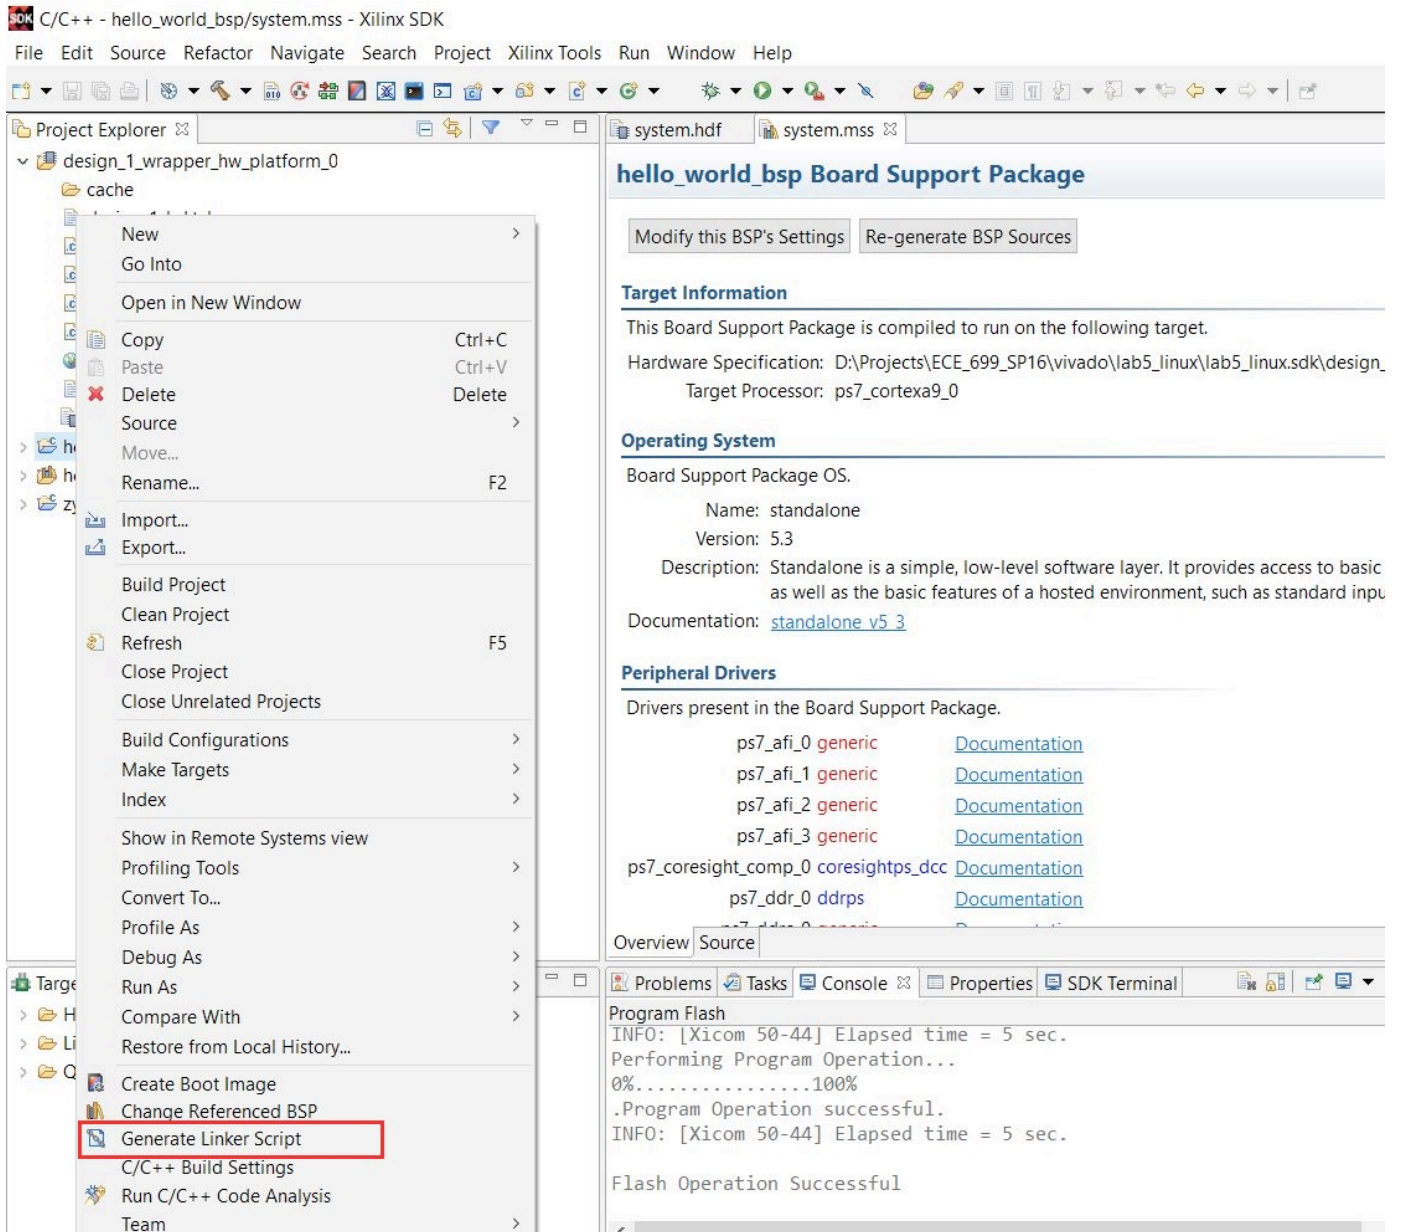 SDK C/C++ - hello_world_bsp/system.mss - Xilinx SDK
File Edit Source Refactor Navigate Search Project Xilinx Tools Run Window Help
Project Explorer
design_1_wrapper_hw_platform_0
cache
New
Go Into
Open in New Window
Copy Ctrl+C
Paste Ctrl+V
Delete Delete
Source
Move...
Rename... F2
Import...
Export...
Build Project
Clean Project
Refresh F5
Close Project
Close Unrelated Projects
Build Configurations
Make Targets
Index
Show in Remote Systems view
Profiling Tools
Convert To...
Profile As
Debug As
Run As
Compare With
Restore from Local History...
Create Boot Image
Change Referenced BSP
Generate Linker Script
C/C++ Build Settings
Run C/C++ Code Analysis
Team
system.hdf system.mss
hello_world_bsp Board Support Package
Modify this BSP's Settings Re-generate BSP Sources
Target Information
This Board Support Package is compiled to run on the following target.
Hardware Specification: D:\Projects\ECE_699_SP16\vivado\lab5_linux\lab5_linux.sdk\design_
Target Processor: ps7_cortexa9_0
Operating System
Board Support Package OS.
Name: standalone
Version: 5.3
Description: Standalone is a simple, low-level software layer. It provides access to basic
as well as the basic features of a hosted environment, such as standard inpu
Documentation: standalone_v5_3
Peripheral Drivers
Drivers present in the Board Support Package.
ps7_afi_0 generic Documentation
ps7_afi_1 generic Documentation
ps7_afi_2 generic Documentation
ps7_afi_3 generic Documentation
ps7_coresight_comp_0 coresightps_dcc Documentation
ps7_ddr_0 ddrps Documentation
Overview Source
Problems Tasks Console Properties SDK Terminal
Program Flash
INFO: [Xicom 50-44] Elapsed time = 5 sec.
Performing Program Operation...
0%................100%
.Program Operation successful.
INFO: [Xicom 50-44] Elapsed time = 5 sec.
Flash Operation Successful